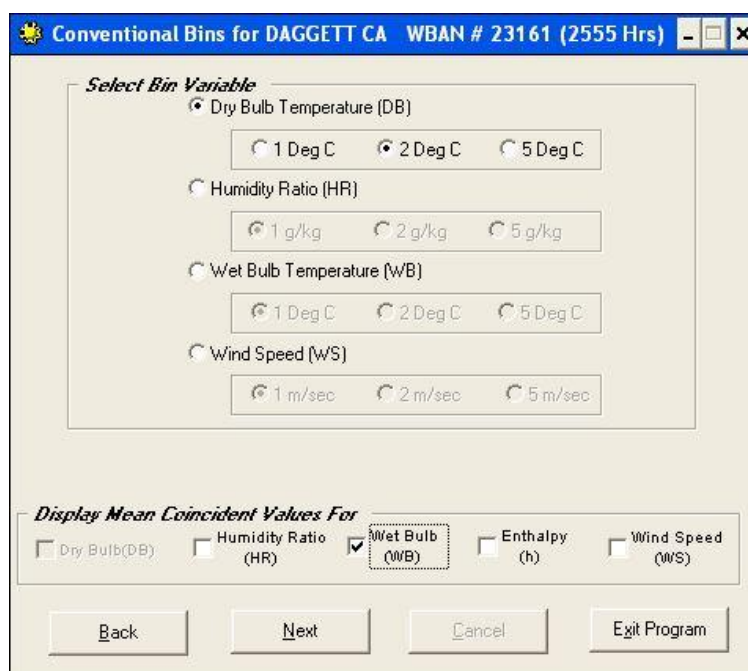 Conventional Bins for DAGGETT CA WBAN # 23161 (2555 Hrs)
Select Bin Variable
Dry Bulb Temperature (DB)
1 Deg C 2 Deg C 5 Deg C
Humidity Ratio (HR)
1 g/kg 2 g/kg 5 g/kg
Wet Bulb Temperature (WB)
1 Deg C 2 Deg C 5 Deg C
Wind Speed (WS)
1 m/sec 2 m/sec 5 m/sec
Display Mean Coincident Values For
Dry Bulb(DB)
Humidity Ratio
(HR)
Wet Bulb
(WB)
Enthalpy
(h)
Wind Speed
(WS)
Back Next Cancel Exit Program